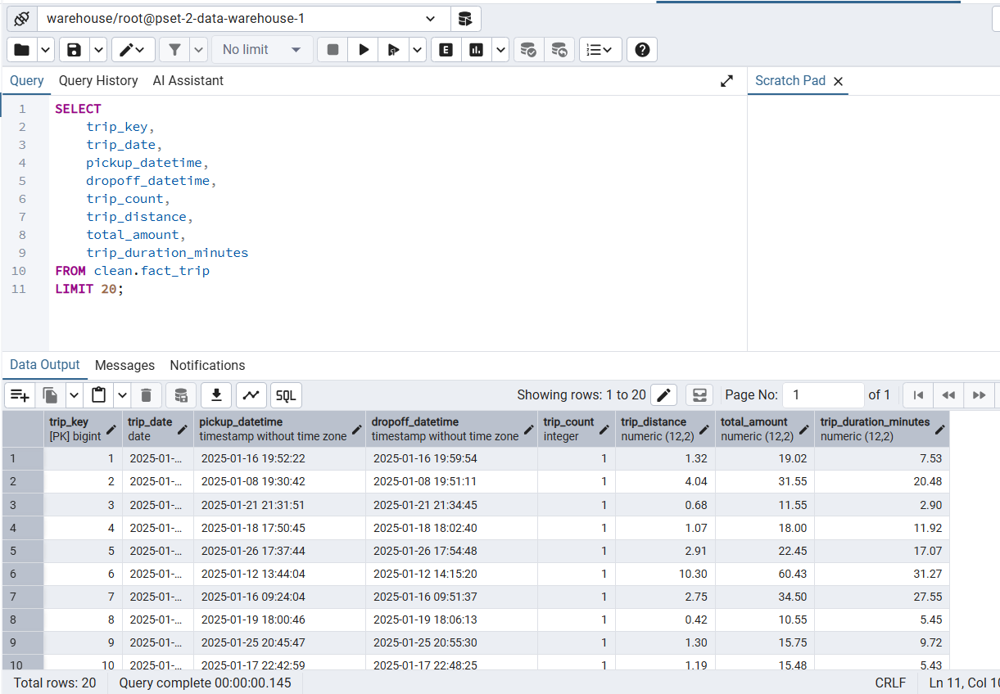 warehouse/root@pset-2-data-warehouse-1
No limit
E
Query Query History AI Assistant Scratch Pad
1 SELECT
2 trip_key,
3 trip_date,
4 pickup_datetime,
5 dropoff_datetime,
6 trip_count,
7 trip_distance,
8 total_amount,
9 trip_duration_minutes
10 FROM clean.fact_trip
11 LIMIT 20;
Data Output Messages Notifications
SQL Showing rows: 1 to 20 Page No: 1 of 1
trip_key trip_date pickup_datetime dropoff_datetime trip_count trip_distance total_amount trip_duration_minutes
[PK] bigint date timestamp without time zone timestamp without time zone integer numeric (12,2) numeric (12,2) numeric (12,2)
1 1 2025-01-... 2025-01-16 19:52:22 2025-01-16 19:59:54 1 1.32 19.02 7.53
2 2 2025-01-... 2025-01-08 19:30:42 2025-01-08 19:51:11 1 4.04 31.55 20.48
3 3 2025-01-... 2025-01-21 21:31:51 2025-01-21 21:34:45 1 0.68 11.55 2.90
4 4 2025-01-... 2025-01-18 17:50:45 2025-01-18 18:02:40 1 1.07 18.00 11.92
5 5 2025-01-... 2025-01-26 17:37:44 2025-01-26 17:54:48 1 2.91 22.45 17.07
6 6 2025-01-... 2025-01-12 13:44:04 2025-01-12 14:15:20 1 10.30 60.43 31.27
7 7 2025-01-... 2025-01-16 09:24:04 2025-01-16 09:51:37 1 2.75 34.50 27.55
8 8 2025-01-... 2025-01-19 18:00:46 2025-01-19 18:06:13 1 0.42 10.55 5.45
9 9 2025-01-... 2025-01-25 20:45:47 2025-01-25 20:55:30 1 1.30 15.75 9.72
10 10 2025-01-... 2025-01-17 22:42:59 2025-01-17 22:48:25 1 1.19 15.48 5.43
Total rows: 20 Query complete 00:00:00.145 CRLF Ln 11, Col